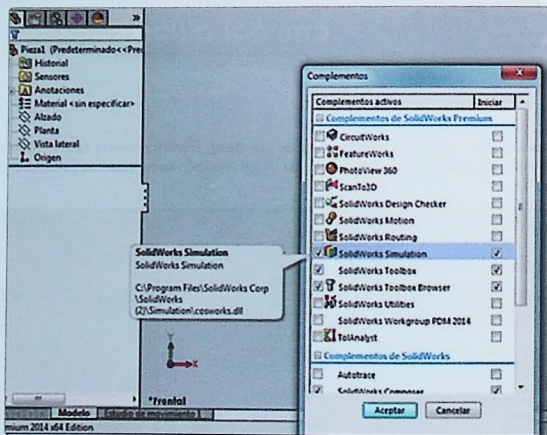 Pieza1 (Predeterminado<<Pre
Historial
Sensores
Anotaciones
Material <sin especificar>
Alzado
Planta
Vista lateral
Origen
Complementos
Complementos activos Iniciar
Complementos de SolidWorks Premium
CircuitWorks
FeatureWorks
PhotoView 360
ScanTo3D
SolidWorks Design Checker
SolidWorks Motion
SolidWorks Routing
SolidWorks Simulation
SolidWorks Toolbox
SolidWorks Toolbox Browser
SolidWorks Utilities
SolidWorks Workgroup PDM 2014
TolAnalyst
Complementos de SolidWorks
Autotrace
SolidWorks Composer
Aceptar Cancelar
SolidWorks Simulation
SolidWorks Simulation
C:\Program Files\SolidWorks Corp
\SolidWorks
(2)\Simulation\cosworks.dll
Y
X
*Frontal
Modelo Estudio de movimiento 1
mium 2014 x64 Edition